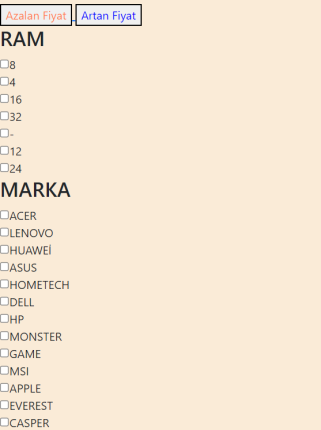 Azalan Fiyat Artan Fiyat
RAM
8
4
16
32
-
12
24
MARKA
ACER
LENOVO
HUAWEİ
ASUS
HOMETECH
DELL
HP
MONSTER
GAME
MSI
APPLE
EVEREST
CASPER